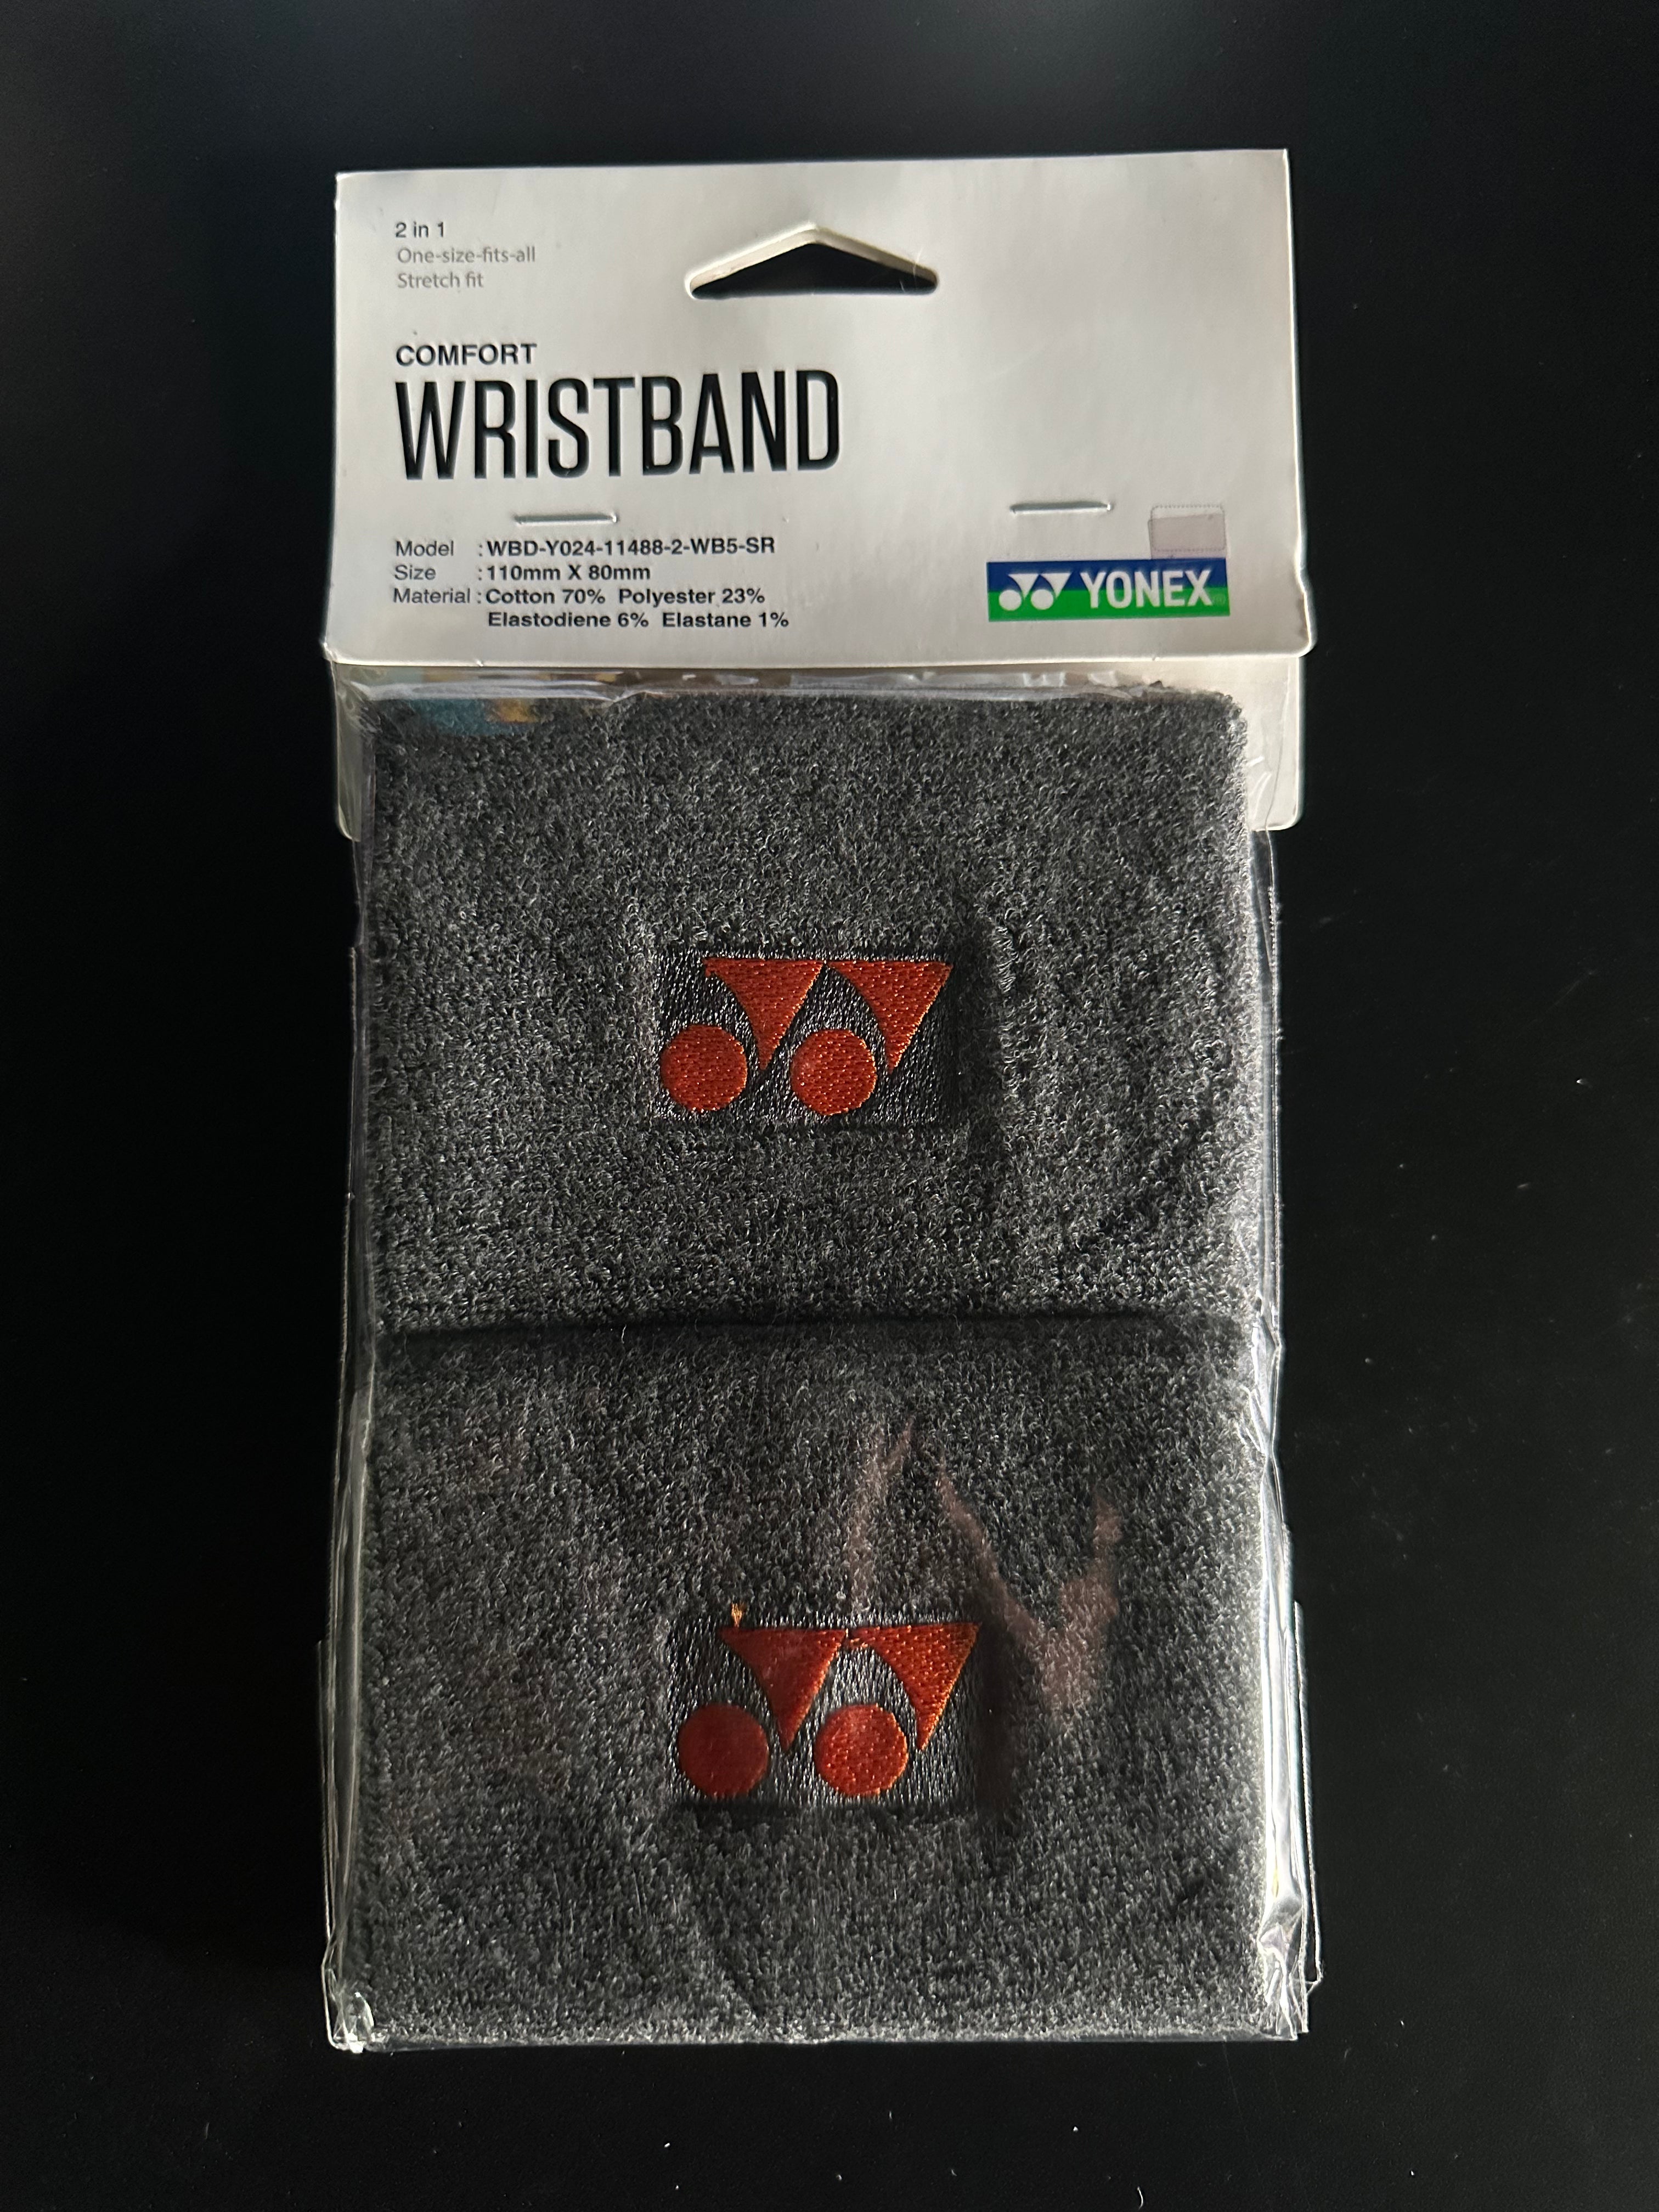 2 in 1
One-size-fits-all
Stretch fit
COMFORT
WRISTBAND
Model : WBD-Y024-11488-2-WB5-SR
Size : 110mm X 80mm
Material : Cotton 70% Polyester 23%
Elastodiene 6% Elastane 1%
YONEX